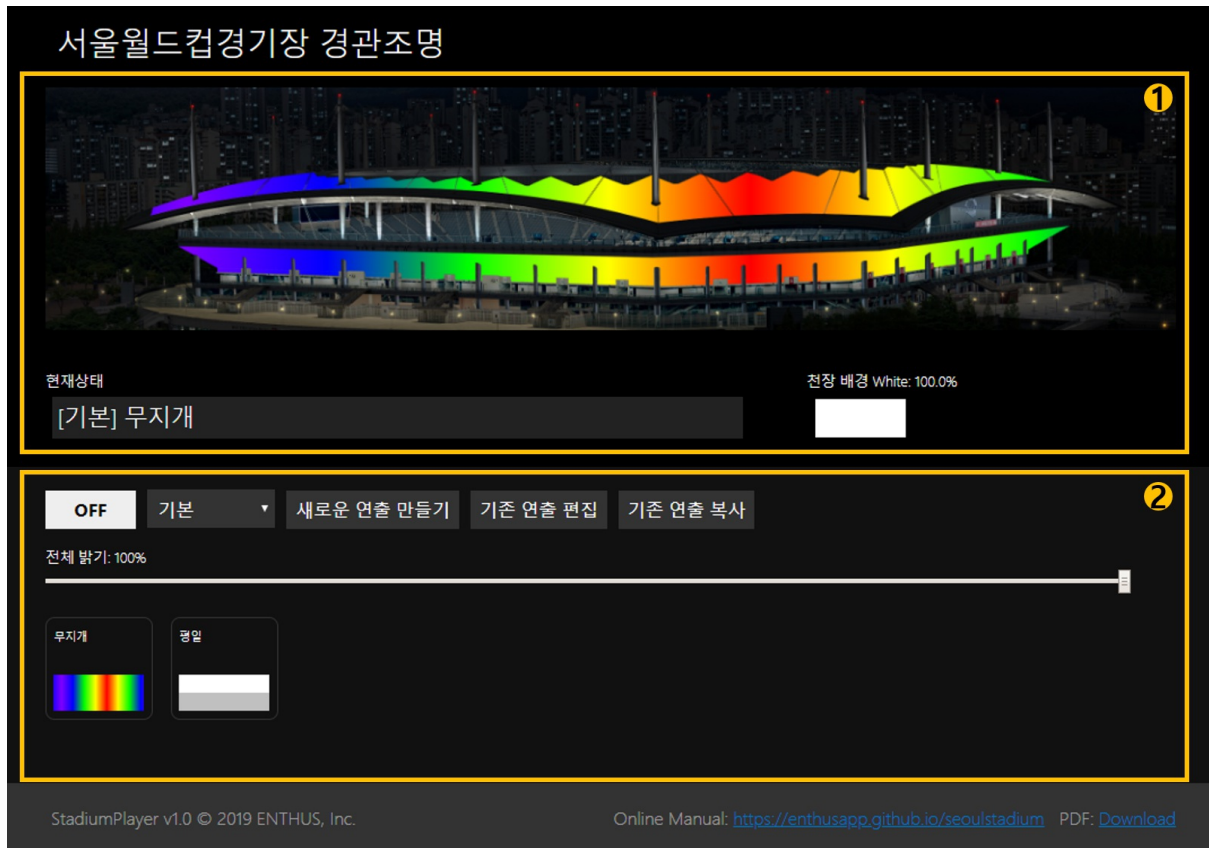 서울월드컵경기장 경관조명
❶
현재상태
천장 배경 White: 100.0%
[기본] 무지개
❷
OFF 기본 새로운 연출 만들기 기존 연출 편집 기존 연출 복사
전체 밝기: 100%
무지개 평일
StadiumPlayer v1.0 © 2019 ENTHUS, Inc. Online Manual: https://enthusapp.github.io/seoulstadium PDF: Download